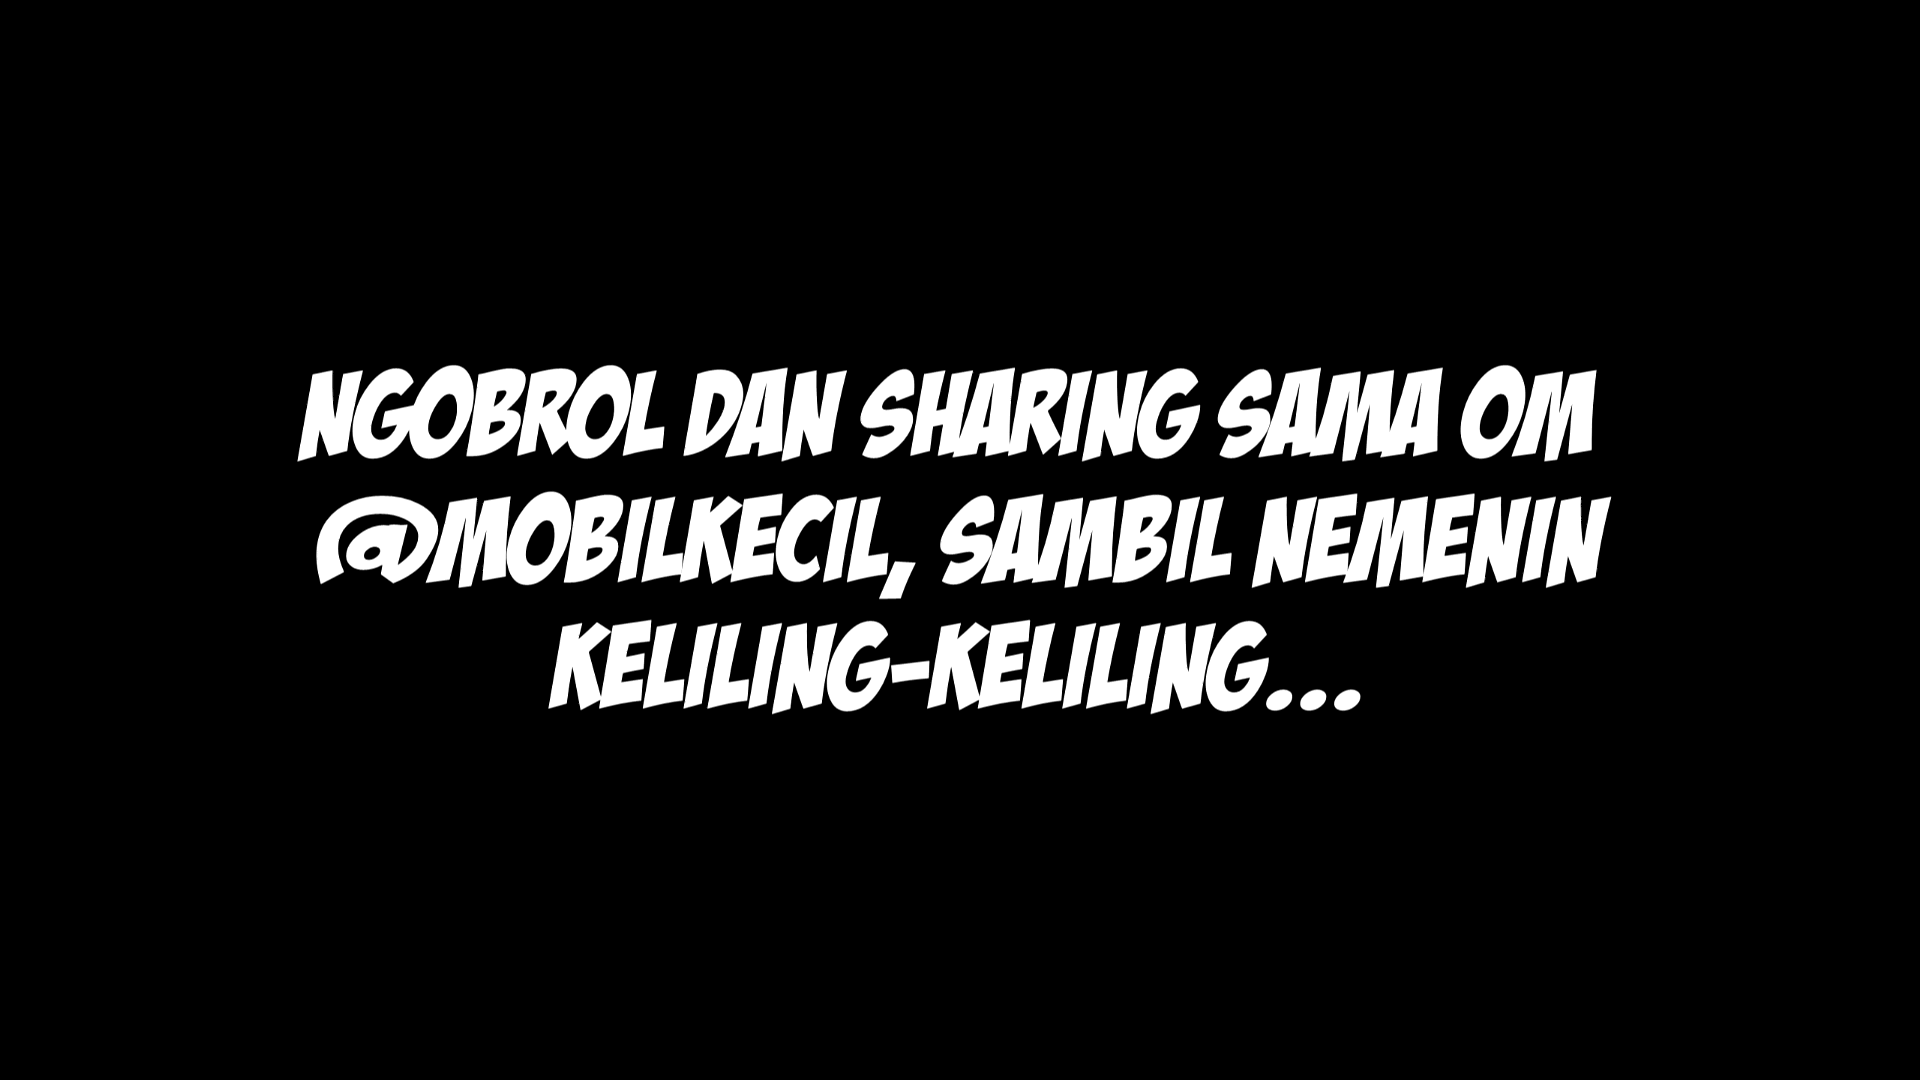 NGOBROL DAN SHARING SAMA OM
@MOBILKECIL, SAMBIL NEMENIN
KELILING-KELILING...